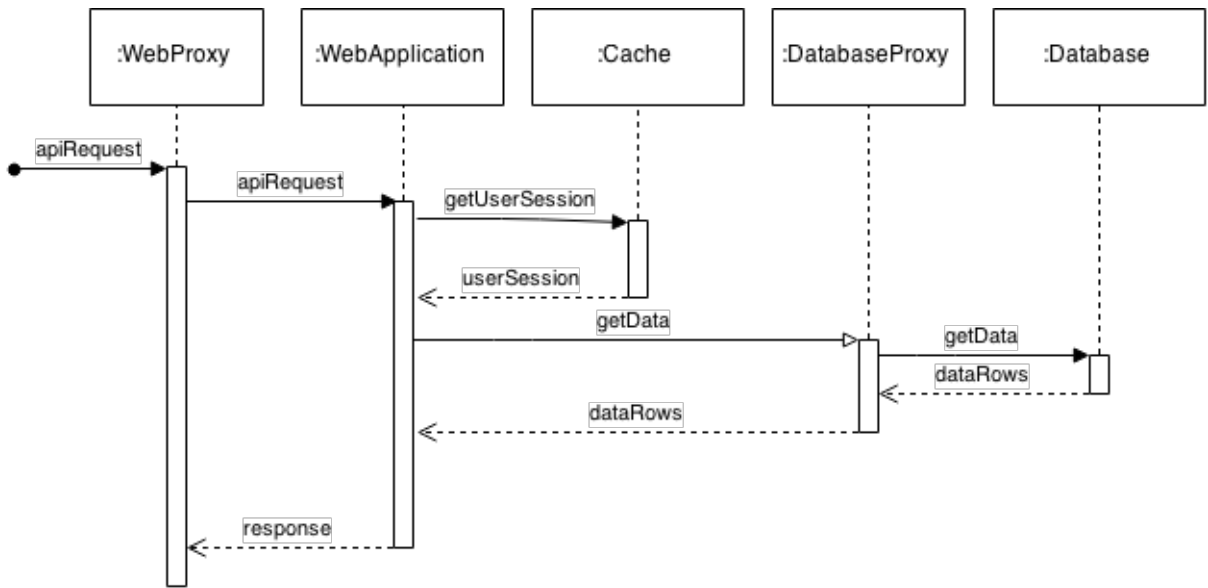 :WebProxy
:WebApplication
:Cache
:DatabaseProxy
:Database
apiRequest
apiRequest
getUserSession
userSession
getData
getData
dataRows
dataRows
response